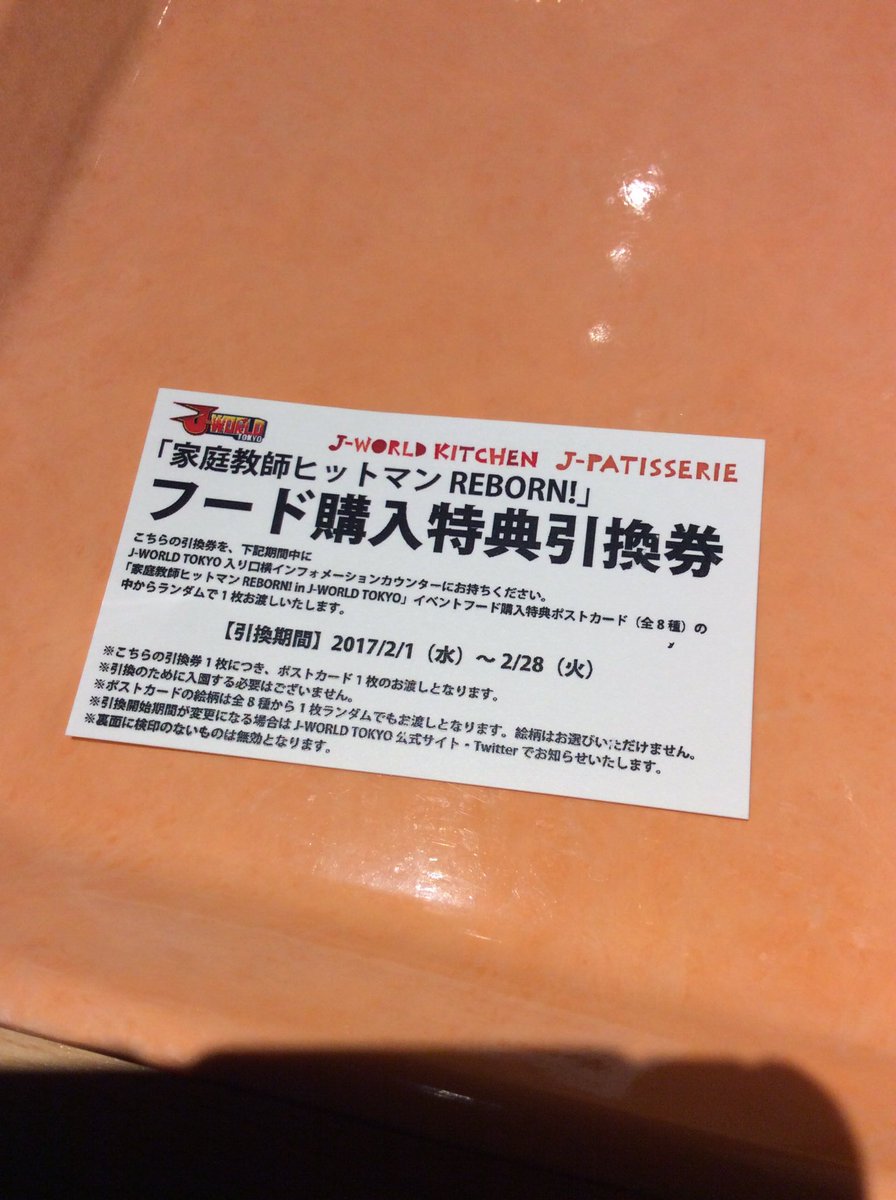 J-WORLD
TOKYO
J-WORLD KITCHEN J-PATISSERIE
「家庭教師ヒットマン REBORN!」
フード購入特典引換券
こちらの引換券を、下記期間中に
J-WORLD TOKYO 入り口横インフォメーションカウンターにお持ちください。
「家庭教師ヒットマン REBORN! in J-WORLD TOKYO」イベントフード購入特典ポストカード（全8種）の
中からランダムで1枚お渡しいたします。
【引換期間】2017/2/1（水）～2/28（火）
※こちらの引換券1枚につき、ポストカード1枚のお渡しとなります。
※引換のために入園する必要はございません。
※ポストカードの絵柄は全8種から1枚ランダムでもお渡しとなります。絵柄はお選びいただけません。
※引換開始期間が変更になる場合は J-WORLD TOKYO 公式サイト・Twitter でお知らせいたします。
※裏面に検印のないものは無効となります。